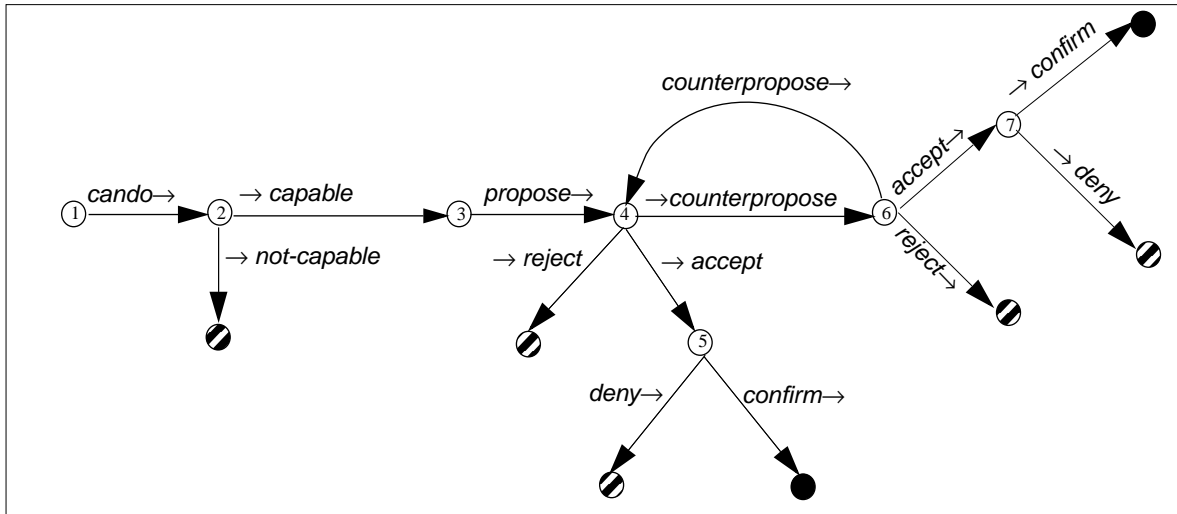 → confirm
counterpropose→
7
accept→
→ deny
cando→
→ capable
propose→
→counterpropose
1
2
3
4
6
→ not-capable
→ reject
→ accept
reject→
5
deny→
confirm→